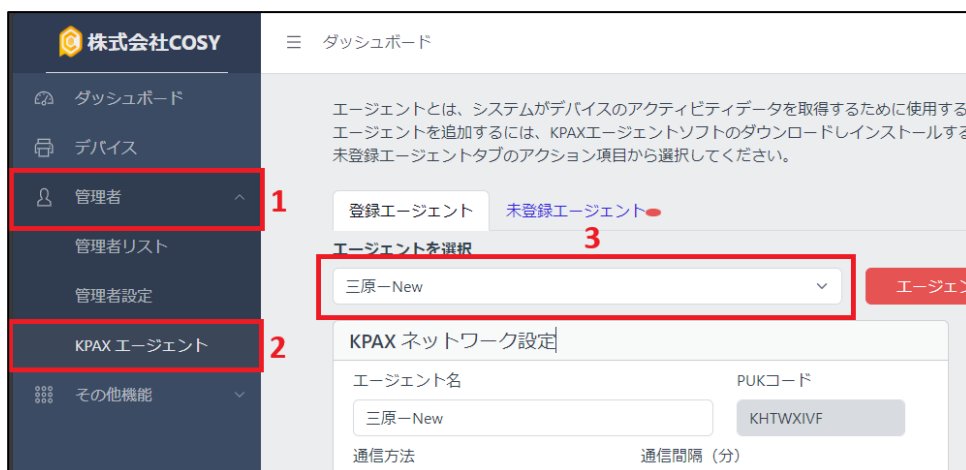 株式会社COSY
ダッシュボード
デバイス
管理者
1
管理者リスト
管理者設定
KPAX エージェント
2
その他機能
ダッシュボード
エージェントとは、システムがデバイスのアクティビティデータを取得するために使用する
エージェントを追加するには、KPAXエージェントソフトのダウンロードしインストールする
未登録エージェントタブのアクション項目から選択してください。
登録エージェント 未登録エージェント
エージェントを選択
3
三原ーNew
エージェン
KPAX ネットワーク設定
エージェント名 PUKコード
三原ーNew KHTWXIVF
通信方法 通信間隔（分）